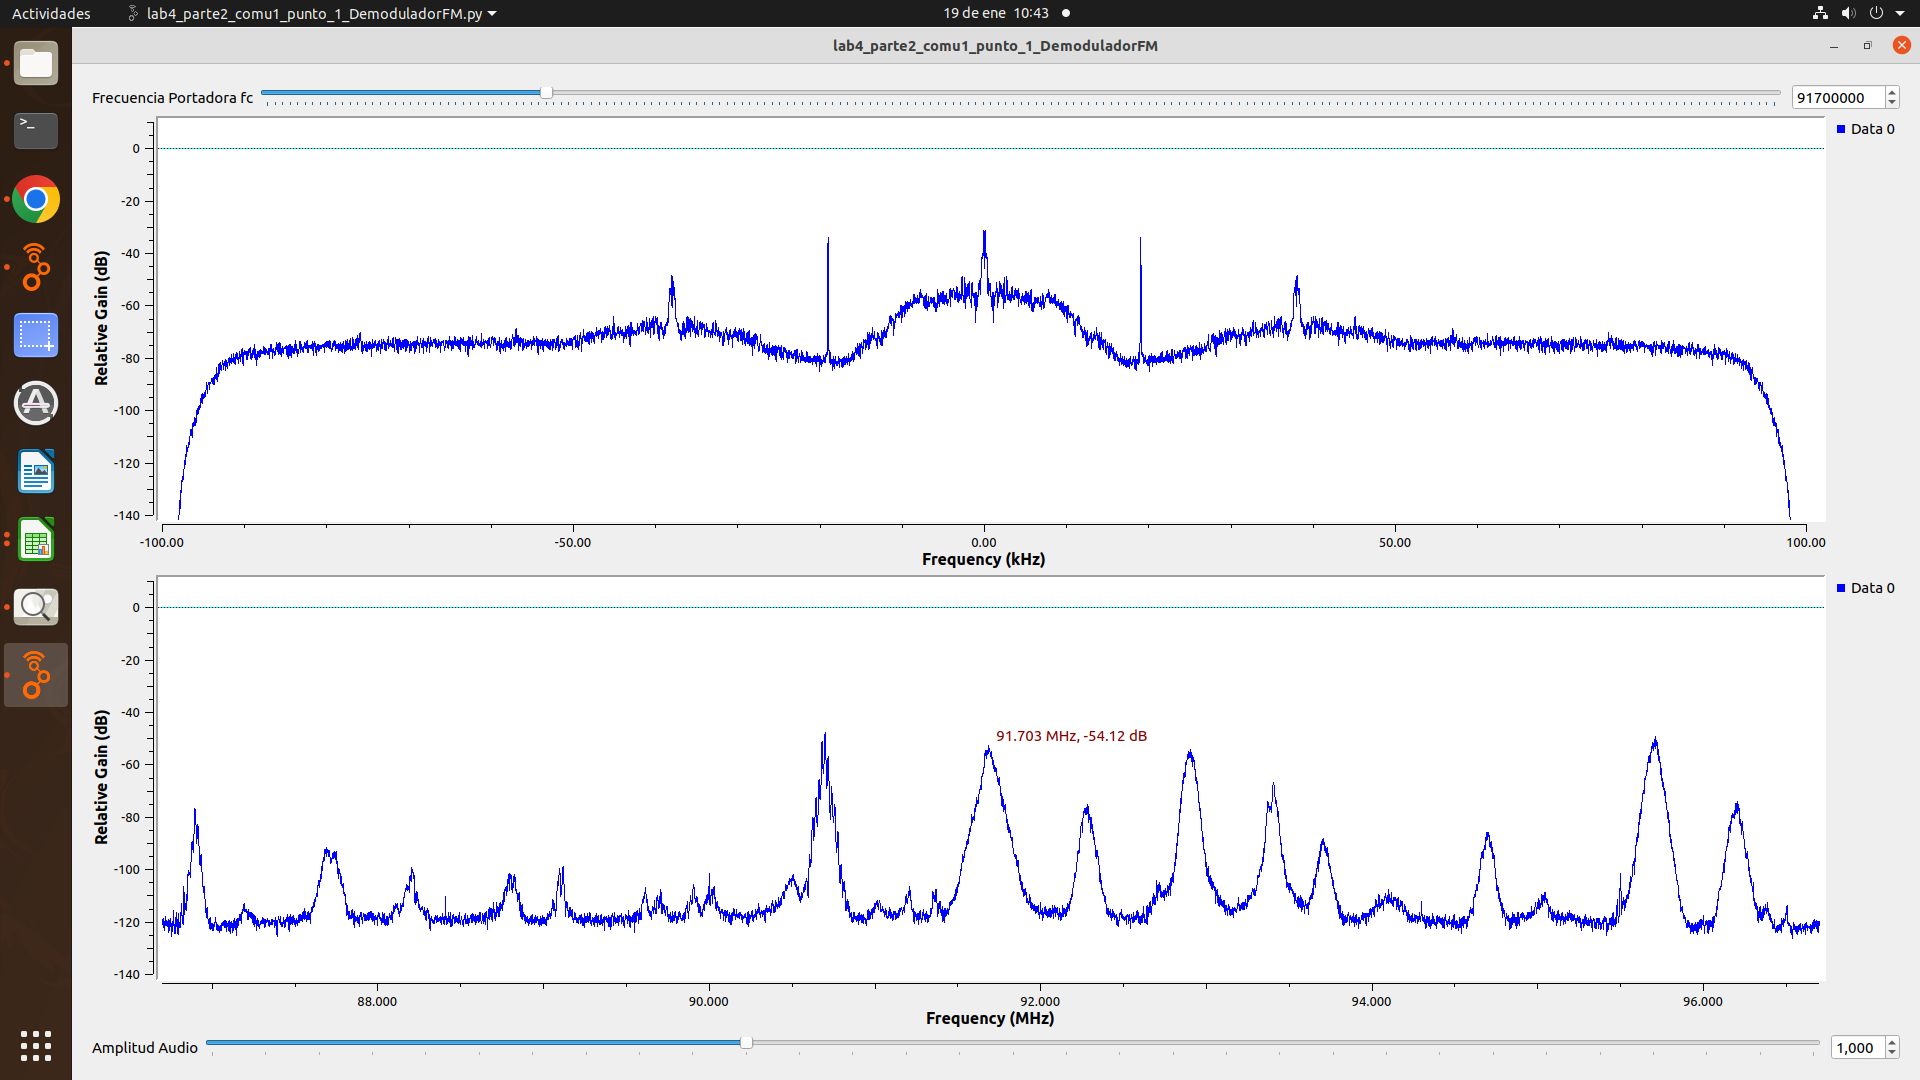 Actividades lab4_parte2_comu1_punto_1_DemoduladorFM.py 19 de ene 10:43
lab4_parte2_comu1_punto_1_DemoduladorFM
Frecuencia Portadora fc 91700000
Data 0
0
-20
-40
-60
-80
-100
-120
-140
Relative Gain (dB)
-100.00 -50.00 0.00 50.00 100.00
Frequency (kHz)
Data 0
0
-20
-40
-60
-80
-100
-120
-140
Relative Gain (dB)
91.703 MHz, -54.12 dB
88.000 90.000 92.000 94.000 96.000
Frequency (MHz)
Amplitud Audio 1,000